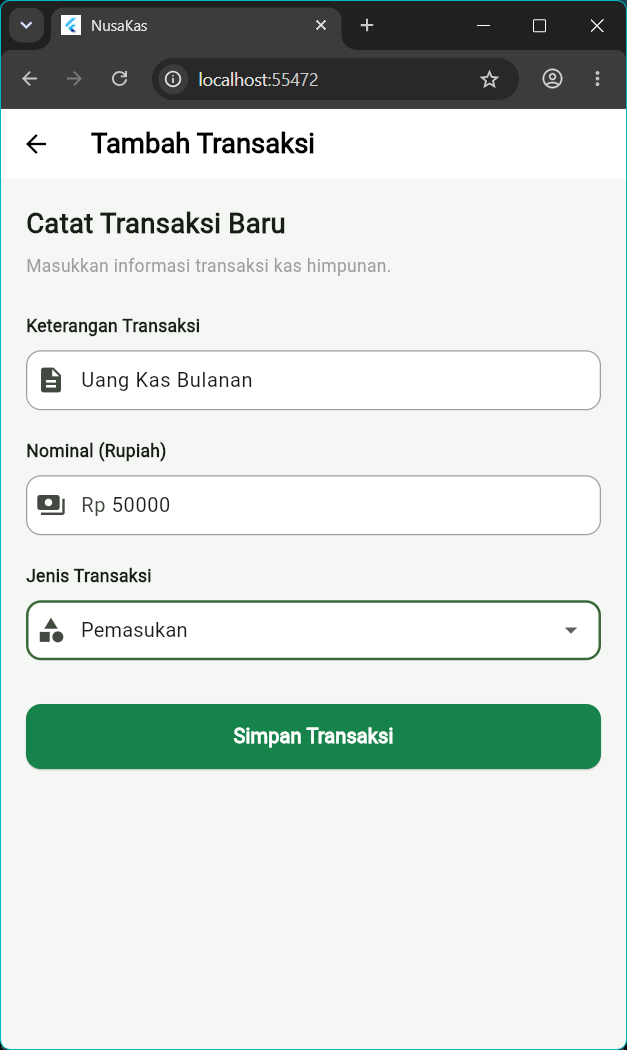 NusaKas
localhost:55472
Tambah Transaksi
Catat Transaksi Baru
Masukkan informasi transaksi kas himpunan.
Keterangan Transaksi
Uang Kas Bulanan
Nominal (Rupiah)
Rp 50000
Jenis Transaksi
Pemasukan
Simpan Transaksi